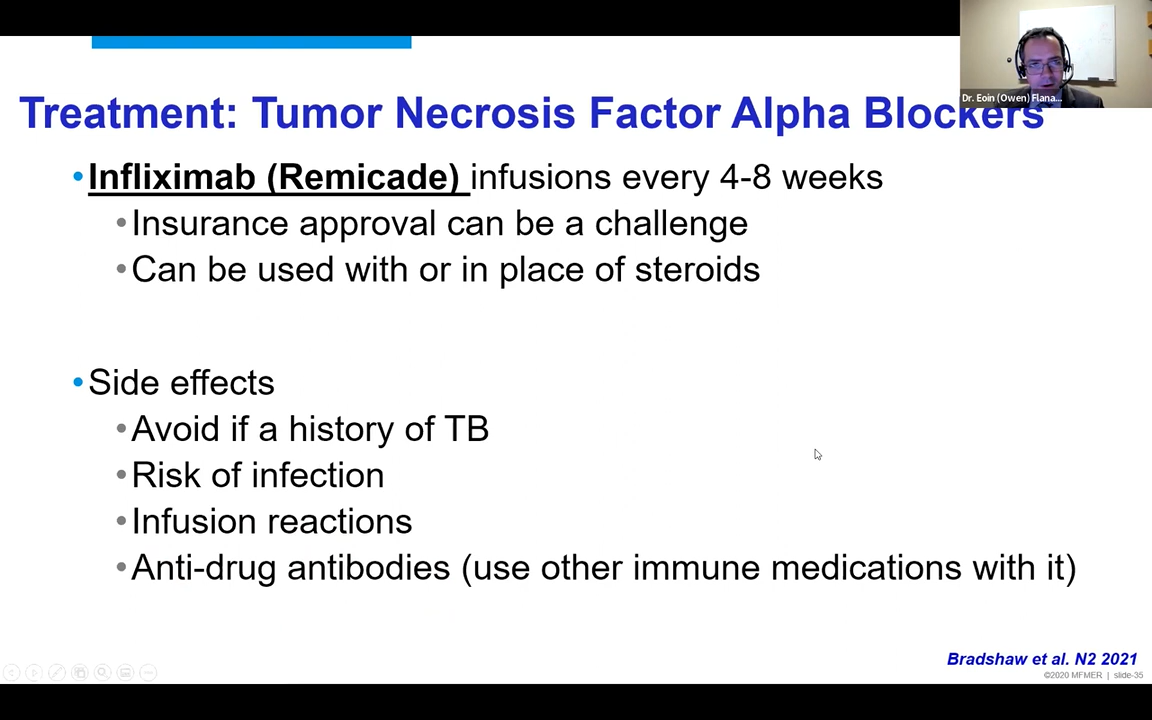 Dr. Eoin (Owen) Flana...
Treatment: Tumor Necrosis Factor Alpha Blockers
•Infliximab (Remicade) infusions every 4-8 weeks
•Insurance approval can be a challenge
•Can be used with or in place of steroids
•Side effects
•Avoid if a history of TB
•Risk of infection
•Infusion reactions
•Anti-drug antibodies (use other immune medications with it)
Bradshaw et al. N2 2021
©2020 MFMER | slide-35